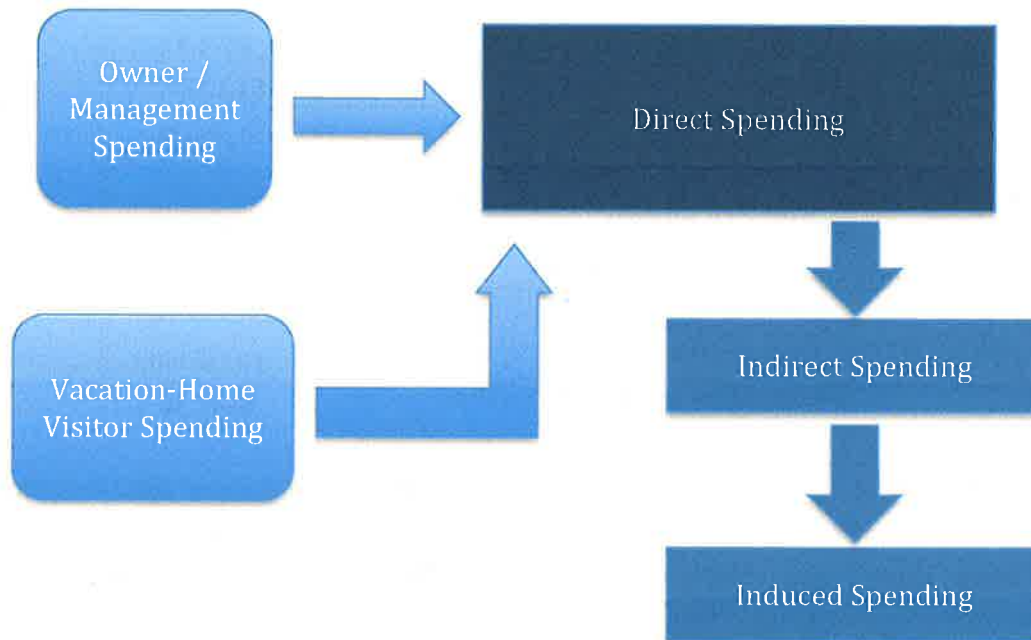 Owner /
Management
Spending
Direct Spending
Vacation-Home
Visitor Spending
Indirect Spending
Induced Spending